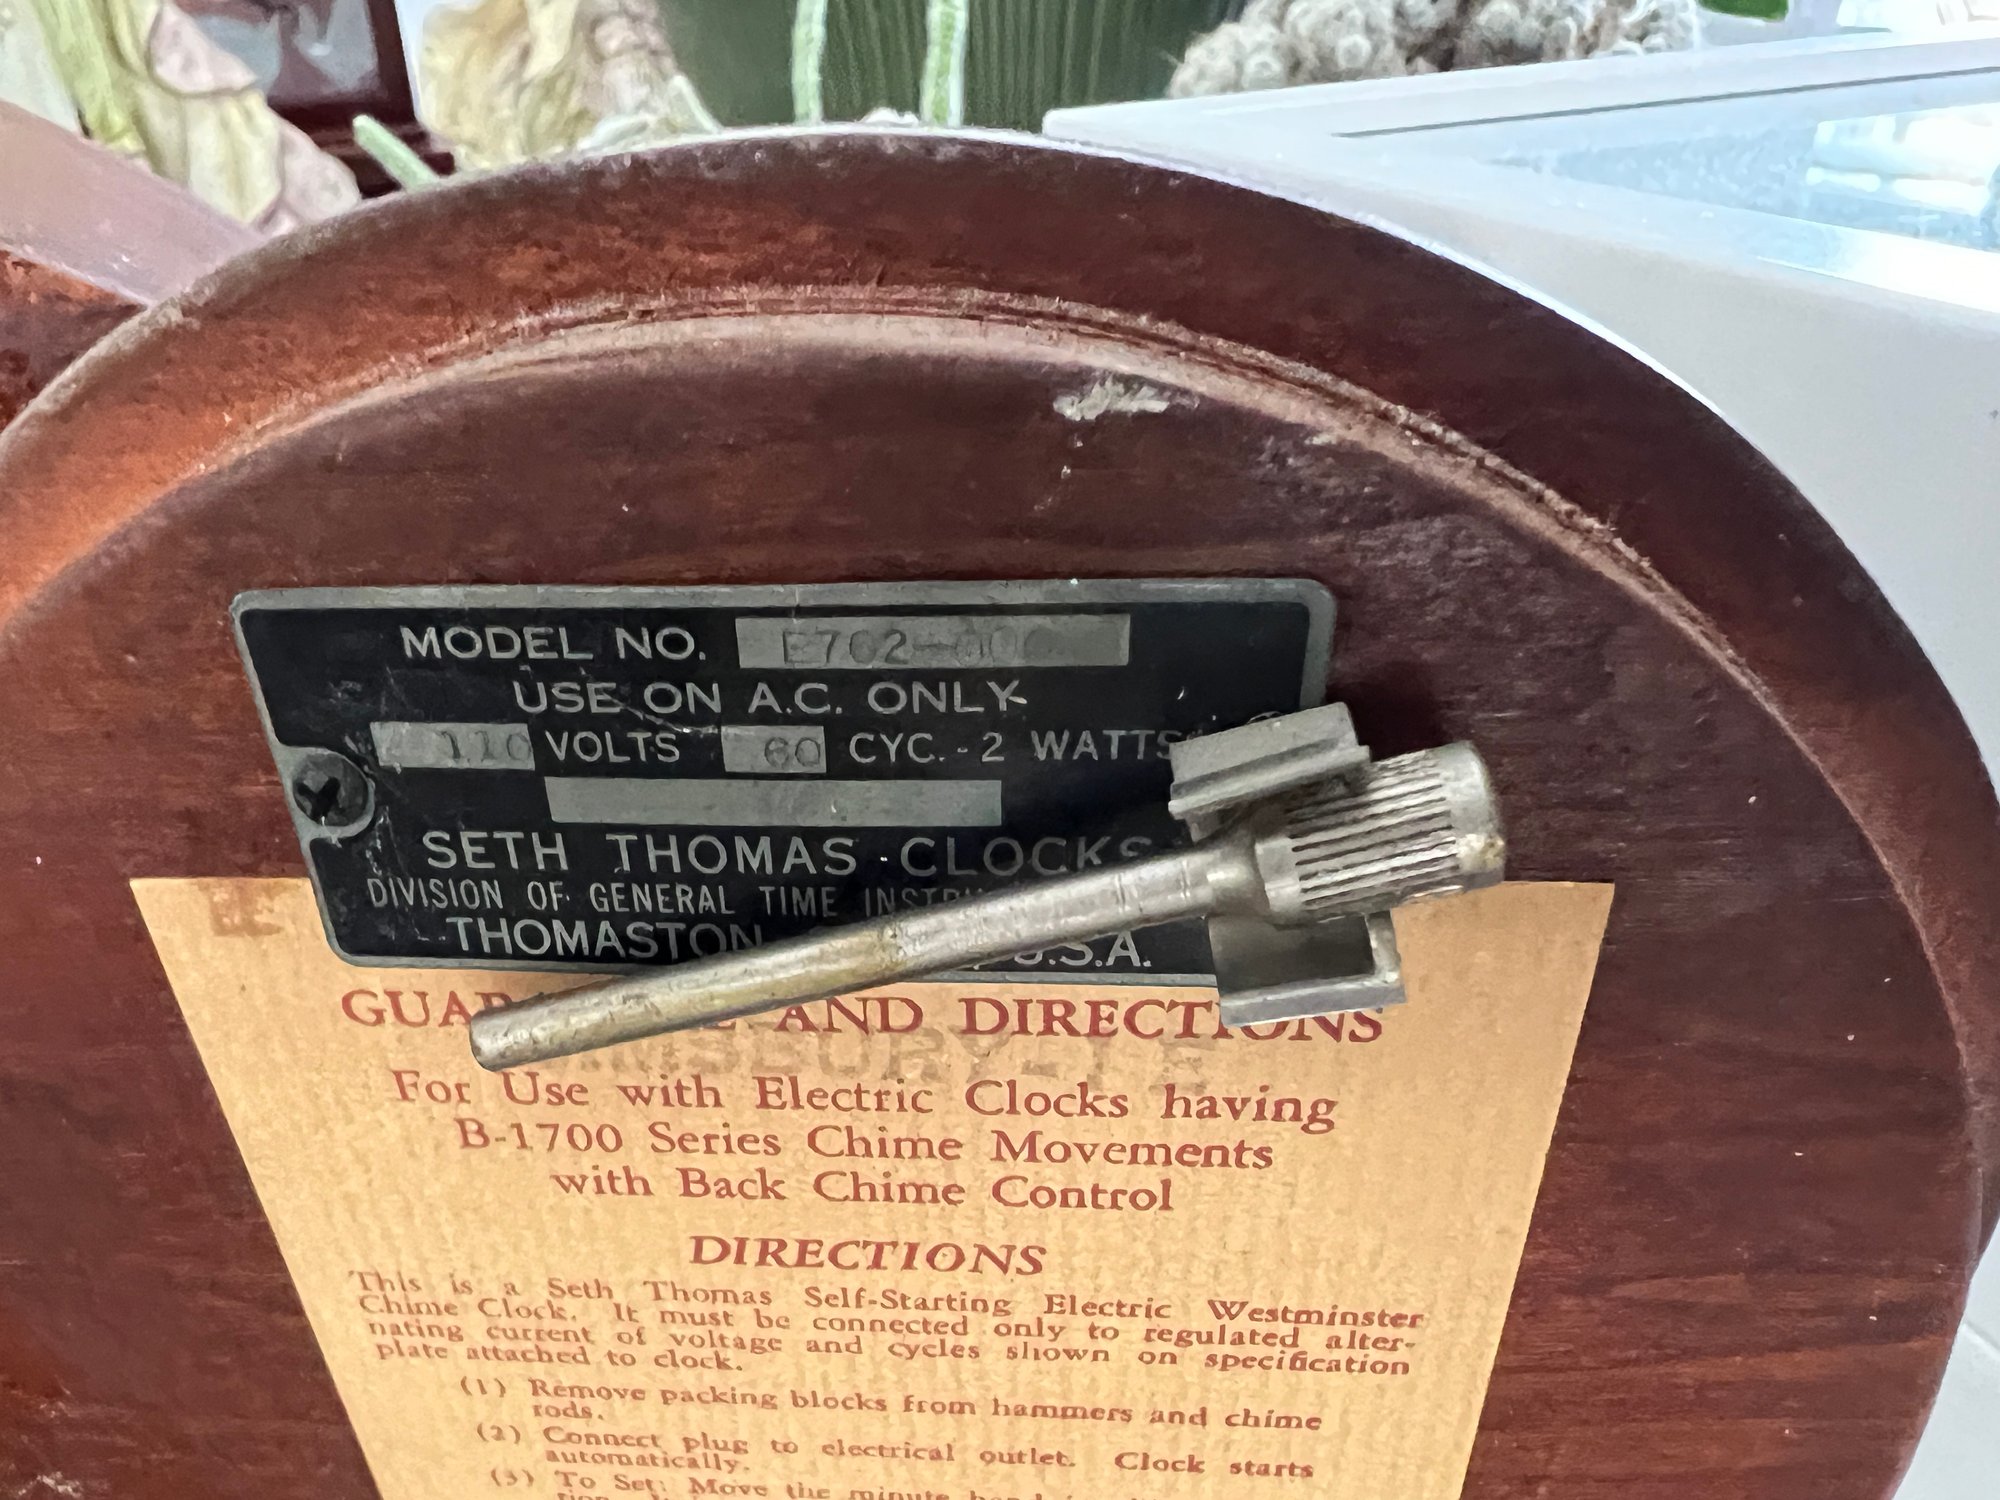 MODEL NO. E702-000
USE ON A.C. ONLY
110 VOLTS 60 CYC. - 2 WATTS
SETH THOMAS CLOCKS
DIVISION OF GENERAL TIME
THOMASTON U.S.A.
AND DIRECTIONS
For Use with Electric Clocks having
B-1700 Series Chime Movements
with Back Chime Control
DIRECTIONS
This is a Seth Thomas Self-Starting Electric Westminster
Chime Clock. It must be connected only to regulated alter-
nating current of voltage and cycles shown on specification
plate attached to clock.
(1) Remove packing blocks from hammers and chime
rods.
(2) Connect plug to electrical outlet. Clock starts
automatically.
(3) To Set: Move the minute